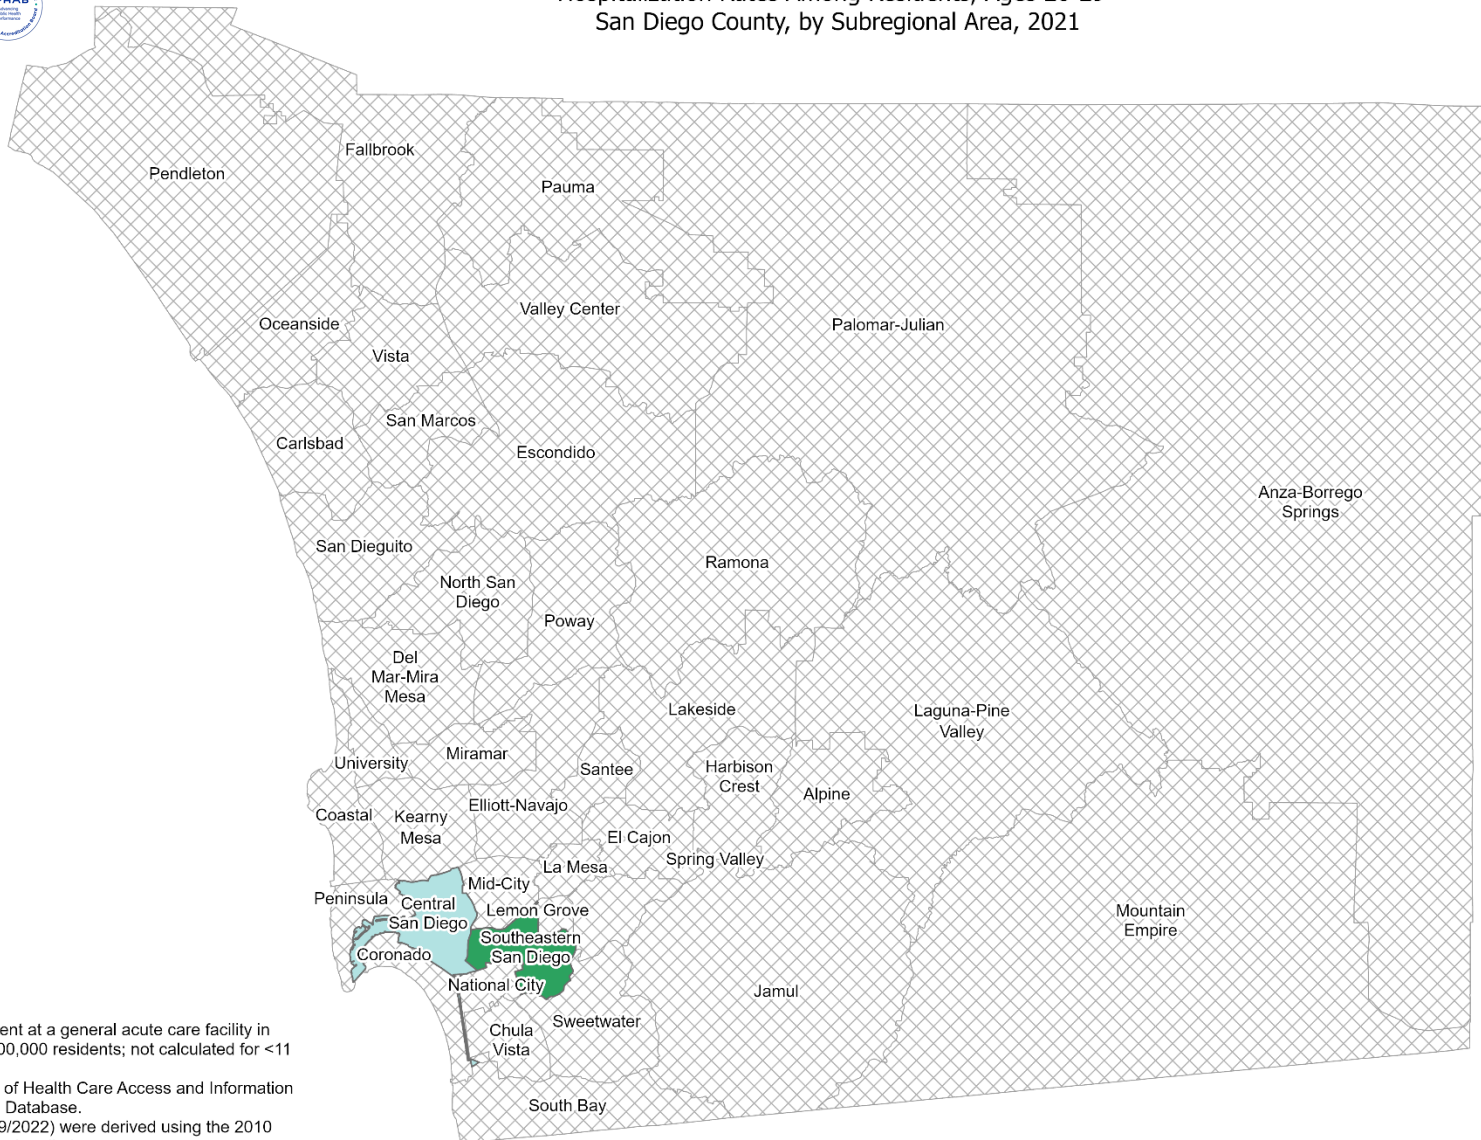 San Diego County, by Subregional Area, 2021
Fallbrook
Pendleton
Pauma
Valley Center
Oceanside
Palomar-Julian
Vista
San Marcos
Carlsbad
Escondido
Anza-Borrego
Springs
San Dieguito
Ramona
North San
Diego
Poway
Del
Mar-Mira
Mesa
Lakeside
Laguna-Pine
Valley
Miramar
University
Santee
Harbison
Crest
Alpine
Elliott-Navajo
Coastal
Kearny
Mesa
El Cajon
Spring Valley
La Mesa
Mid-City
Peninsula
Central
San Diego
Lemon Grove
Mountain
Empire
Southeastern
San Diego
Coronado
National City
Jamul
Sweetwater
Chula
Vista
South Bay
ent at a general acute care facility in
00,000 residents; not calculated for <11
of Health Care Access and Information
Database.
9/2022) were derived using the 2010